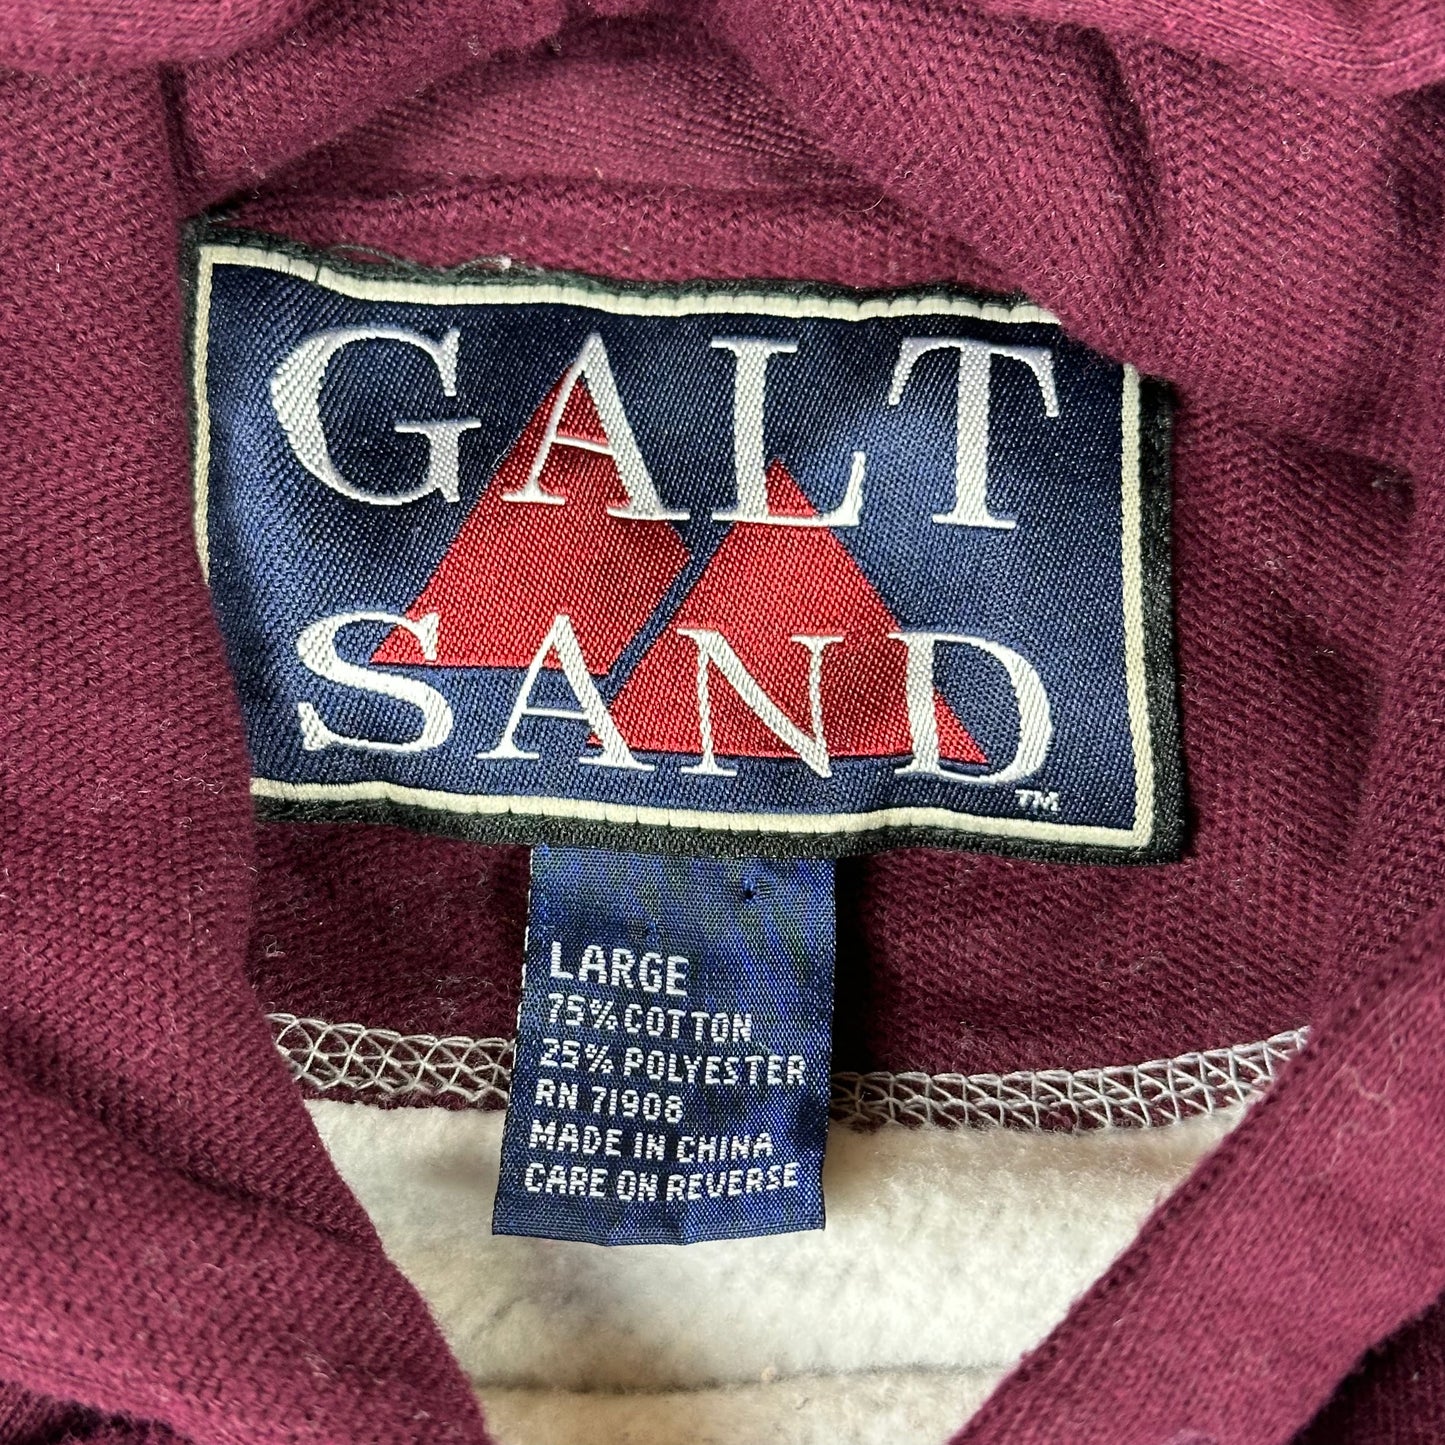 GALT
SAND
TM
LARGE
75% COTTON
25% POLYESTER
RN 71908
MADE IN CHINA
CARE ON REVERSE